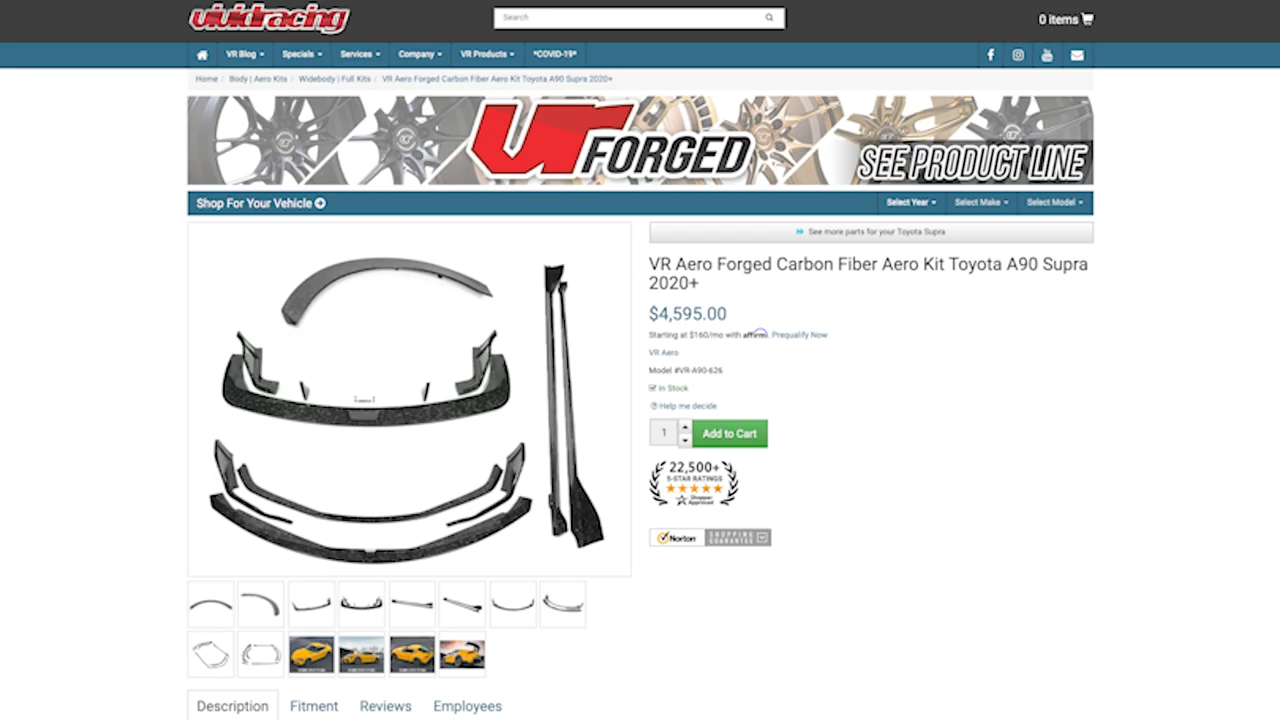 vividracing
Search
0 items
VR Blog
Specials
Services
Company
VR Products
*COVID-19*
You
Home / Body | Aero Kits / Widebody | Full Kits / VR Aero Forged Carbon Fiber Aero Kit Toyota A90 Supra 2020+
VR FORGED
SEE PRODUCT LINE
Shop For Your Vehicle
Select Year
Select Make
Select Model
See more parts for your Toyota Supra
VR Aero Forged Carbon Fiber Aero Kit Toyota A90 Supra
2020+
$4,595.00
Starting at $160/mo with affirm. Prequalify Now
VR Aero
Model #VR-A90-626
In Stock
Help me decide
1
Add to Cart
22,500+
5-STAR RATINGS
Shopper
Approved
Norton
SHOPPING
GUARANTEE
Description
Fitment
Reviews
Employees